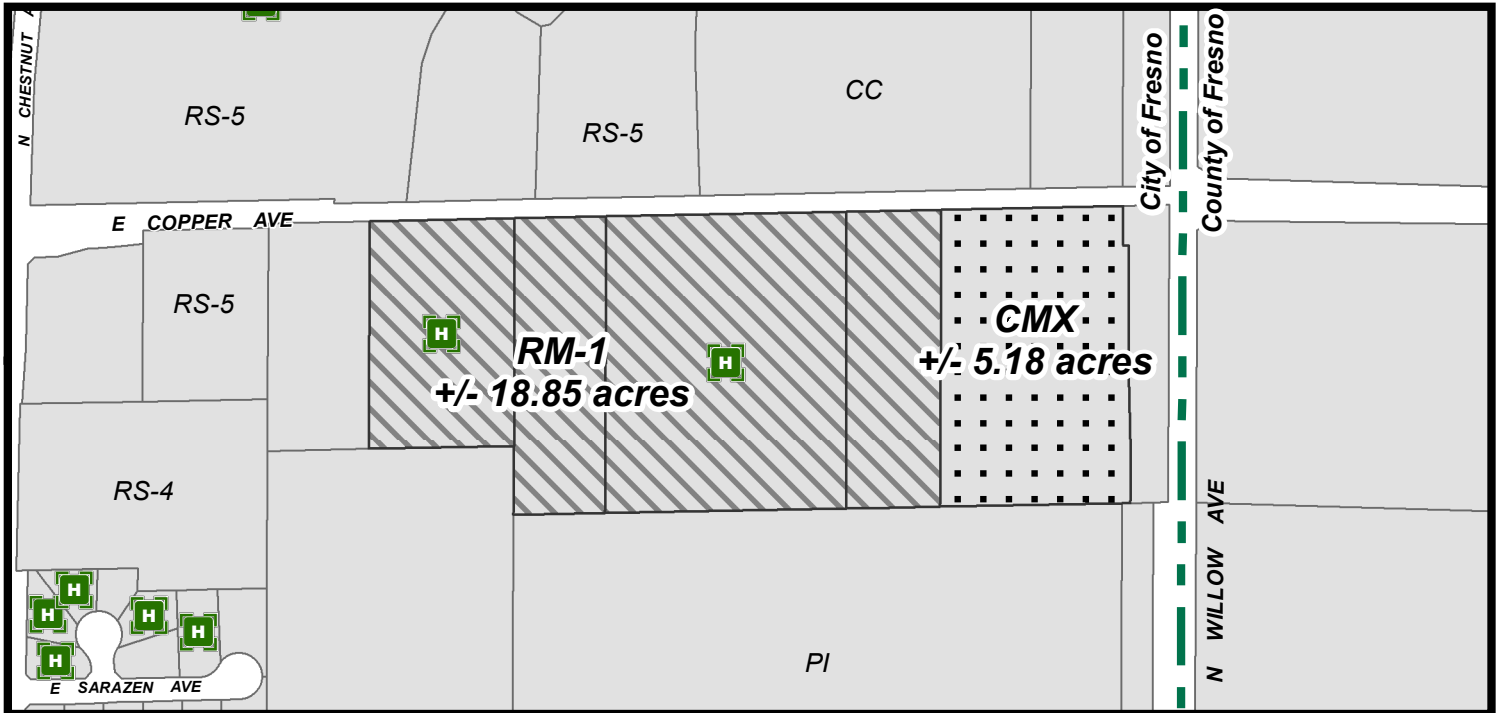 N CHESTNUT A
RS-5
RS-5
CC
City of Fresno
County of Fresno
E COPPER AVE
RS-5
H
H
RM-1
+/- 18.85 acres
CMX
+/- 5.18 acres
RS-4
H
H
H
H
H
E SARAZEN AVE
PI
N WILLOW AVE